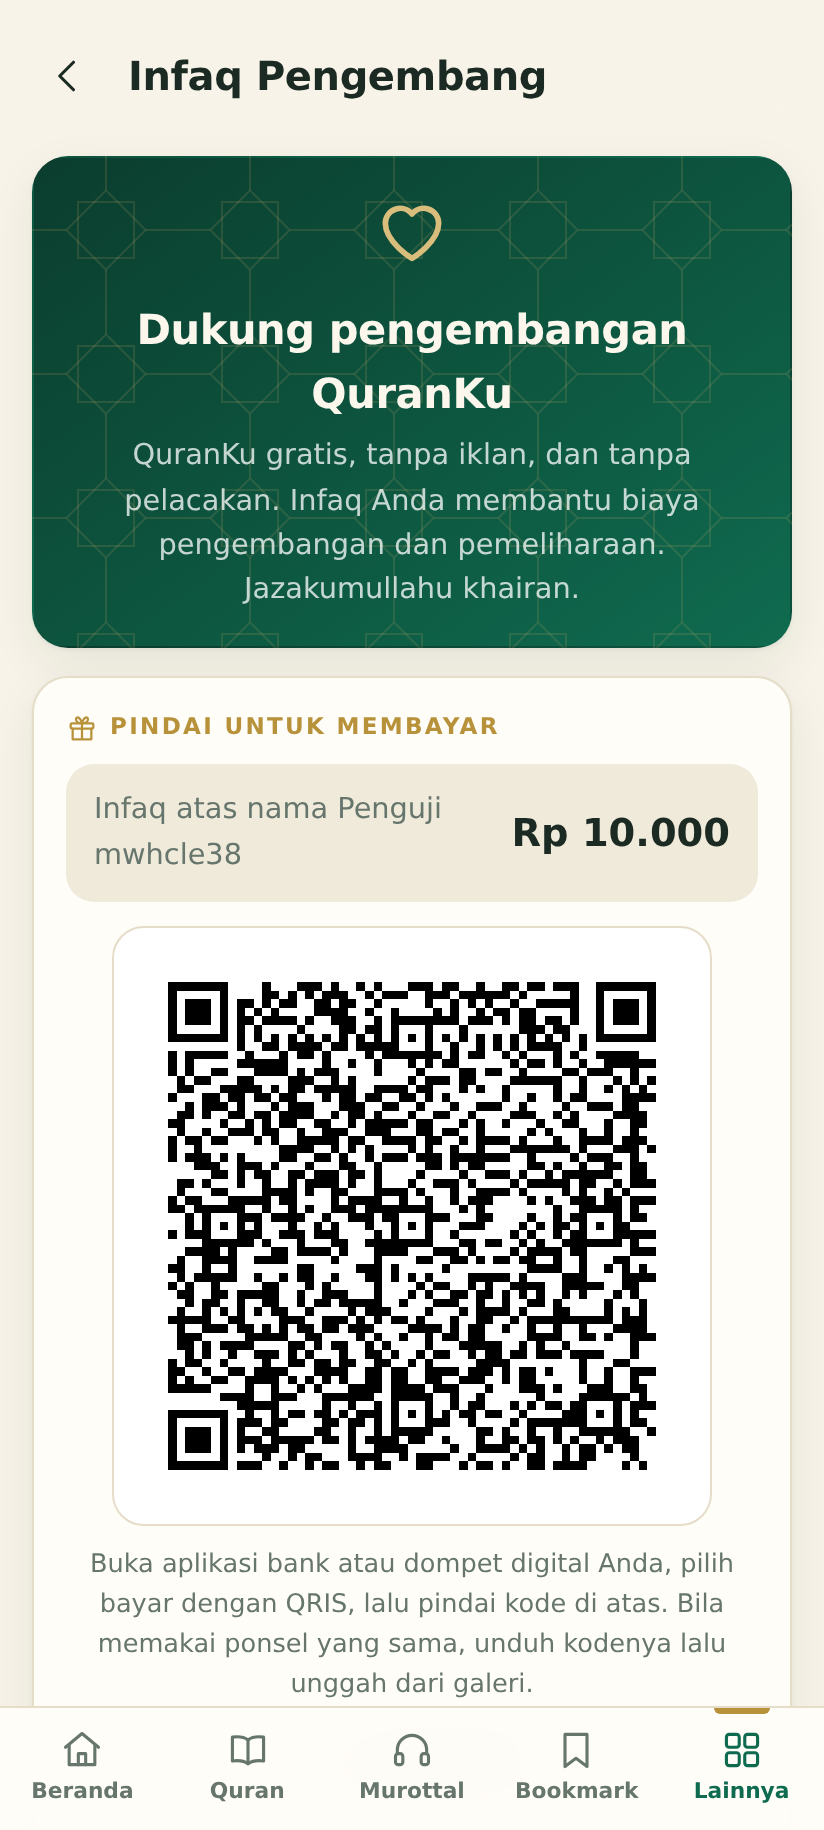 Infaq Pengembang
Dukung pengembangan
QuranKu
QuranKu gratis, tanpa iklan, dan tanpa
pelacakan. Infaq Anda membantu biaya
pengembangan dan pemeliharaan.
Jazakumullahu khairan.
PINDAI UNTUK MEMBAYAR
Infaq atas nama Penguji
mwhcle38
Rp 10.000
Buka aplikasi bank atau dompet digital Anda, pilih
bayar dengan QRIS, lalu pindai kode di atas. Bila
memakai ponsel yang sama, unduh kodenya lalu
unggah dari galeri.
Beranda
Quran
Murottal
Bookmark
Lainnya